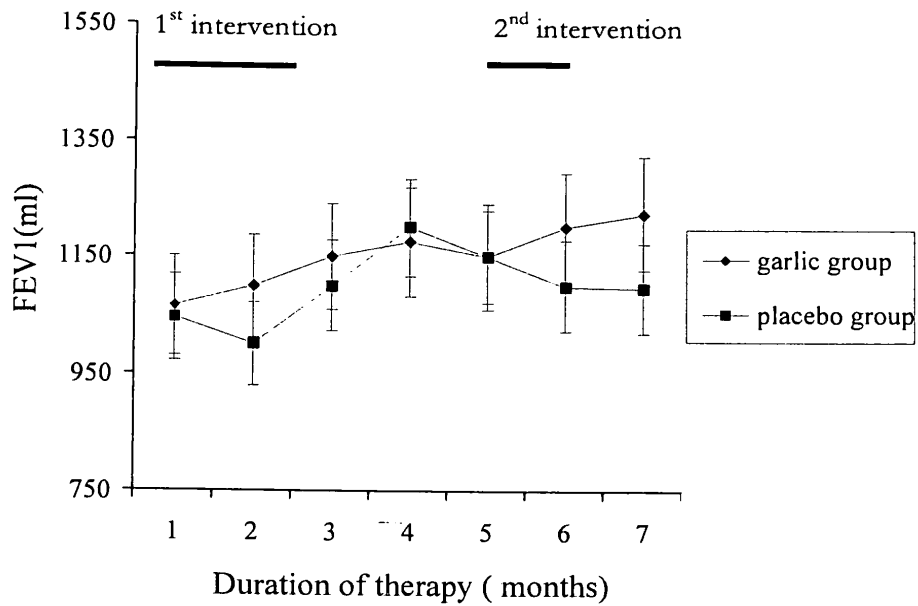 1st intervention
2nd intervention
1550
1350
1150
950
750
FEV1(ml)
garlic group
placebo group
1 2 3 4 5 6 7
Duration of therapy ( months)